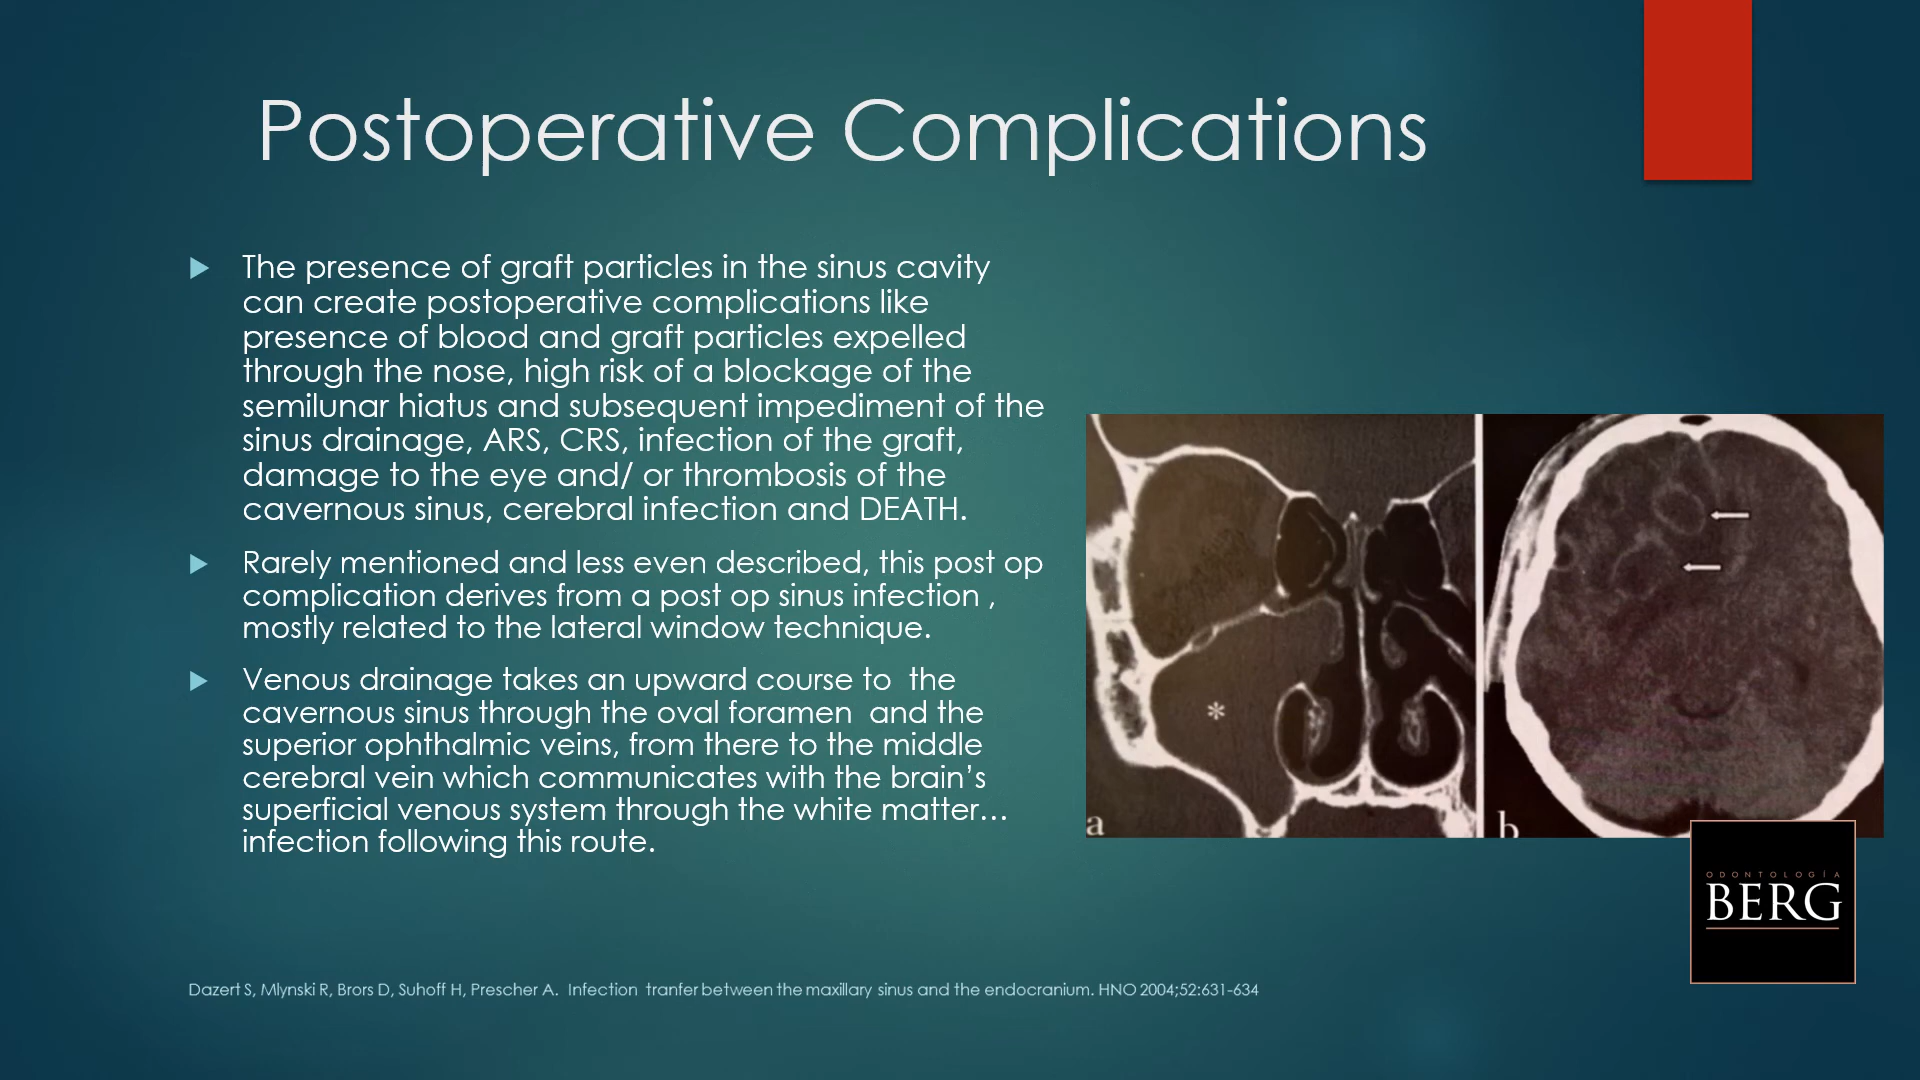 Postoperative Complications
The presence of graft particles in the sinus cavity
can create postoperative complications like
presence of blood and graft particles expelled
through the nose, high risk of a blockage of the
semilunar hiatus and subsequent impediment of the
sinus drainage, ARS, CRS, infection of the graft,
damage to the eye and/ or thrombosis of the
cavernous sinus, cerebral infection and DEATH.
Rarely mentioned and less even described, this post op
complication derives from a post op sinus infection ,
mostly related to the lateral window technique.
Venous drainage takes an upward course to  the
cavernous sinus through the oval foramen  and the
superior ophthalmic veins, from there to the middle
cerebral vein which communicates with the brain’s
superficial venous system through the white matter…
infection following this route.
*
a
b
ODONTOLOGÍA
BERG
Dazert S, Mlynski R, Brors D, Suhoff H, Prescher A.  Infection  tranfer between the maxillary sinus and the endocranium. HNO 2004;52:631-634